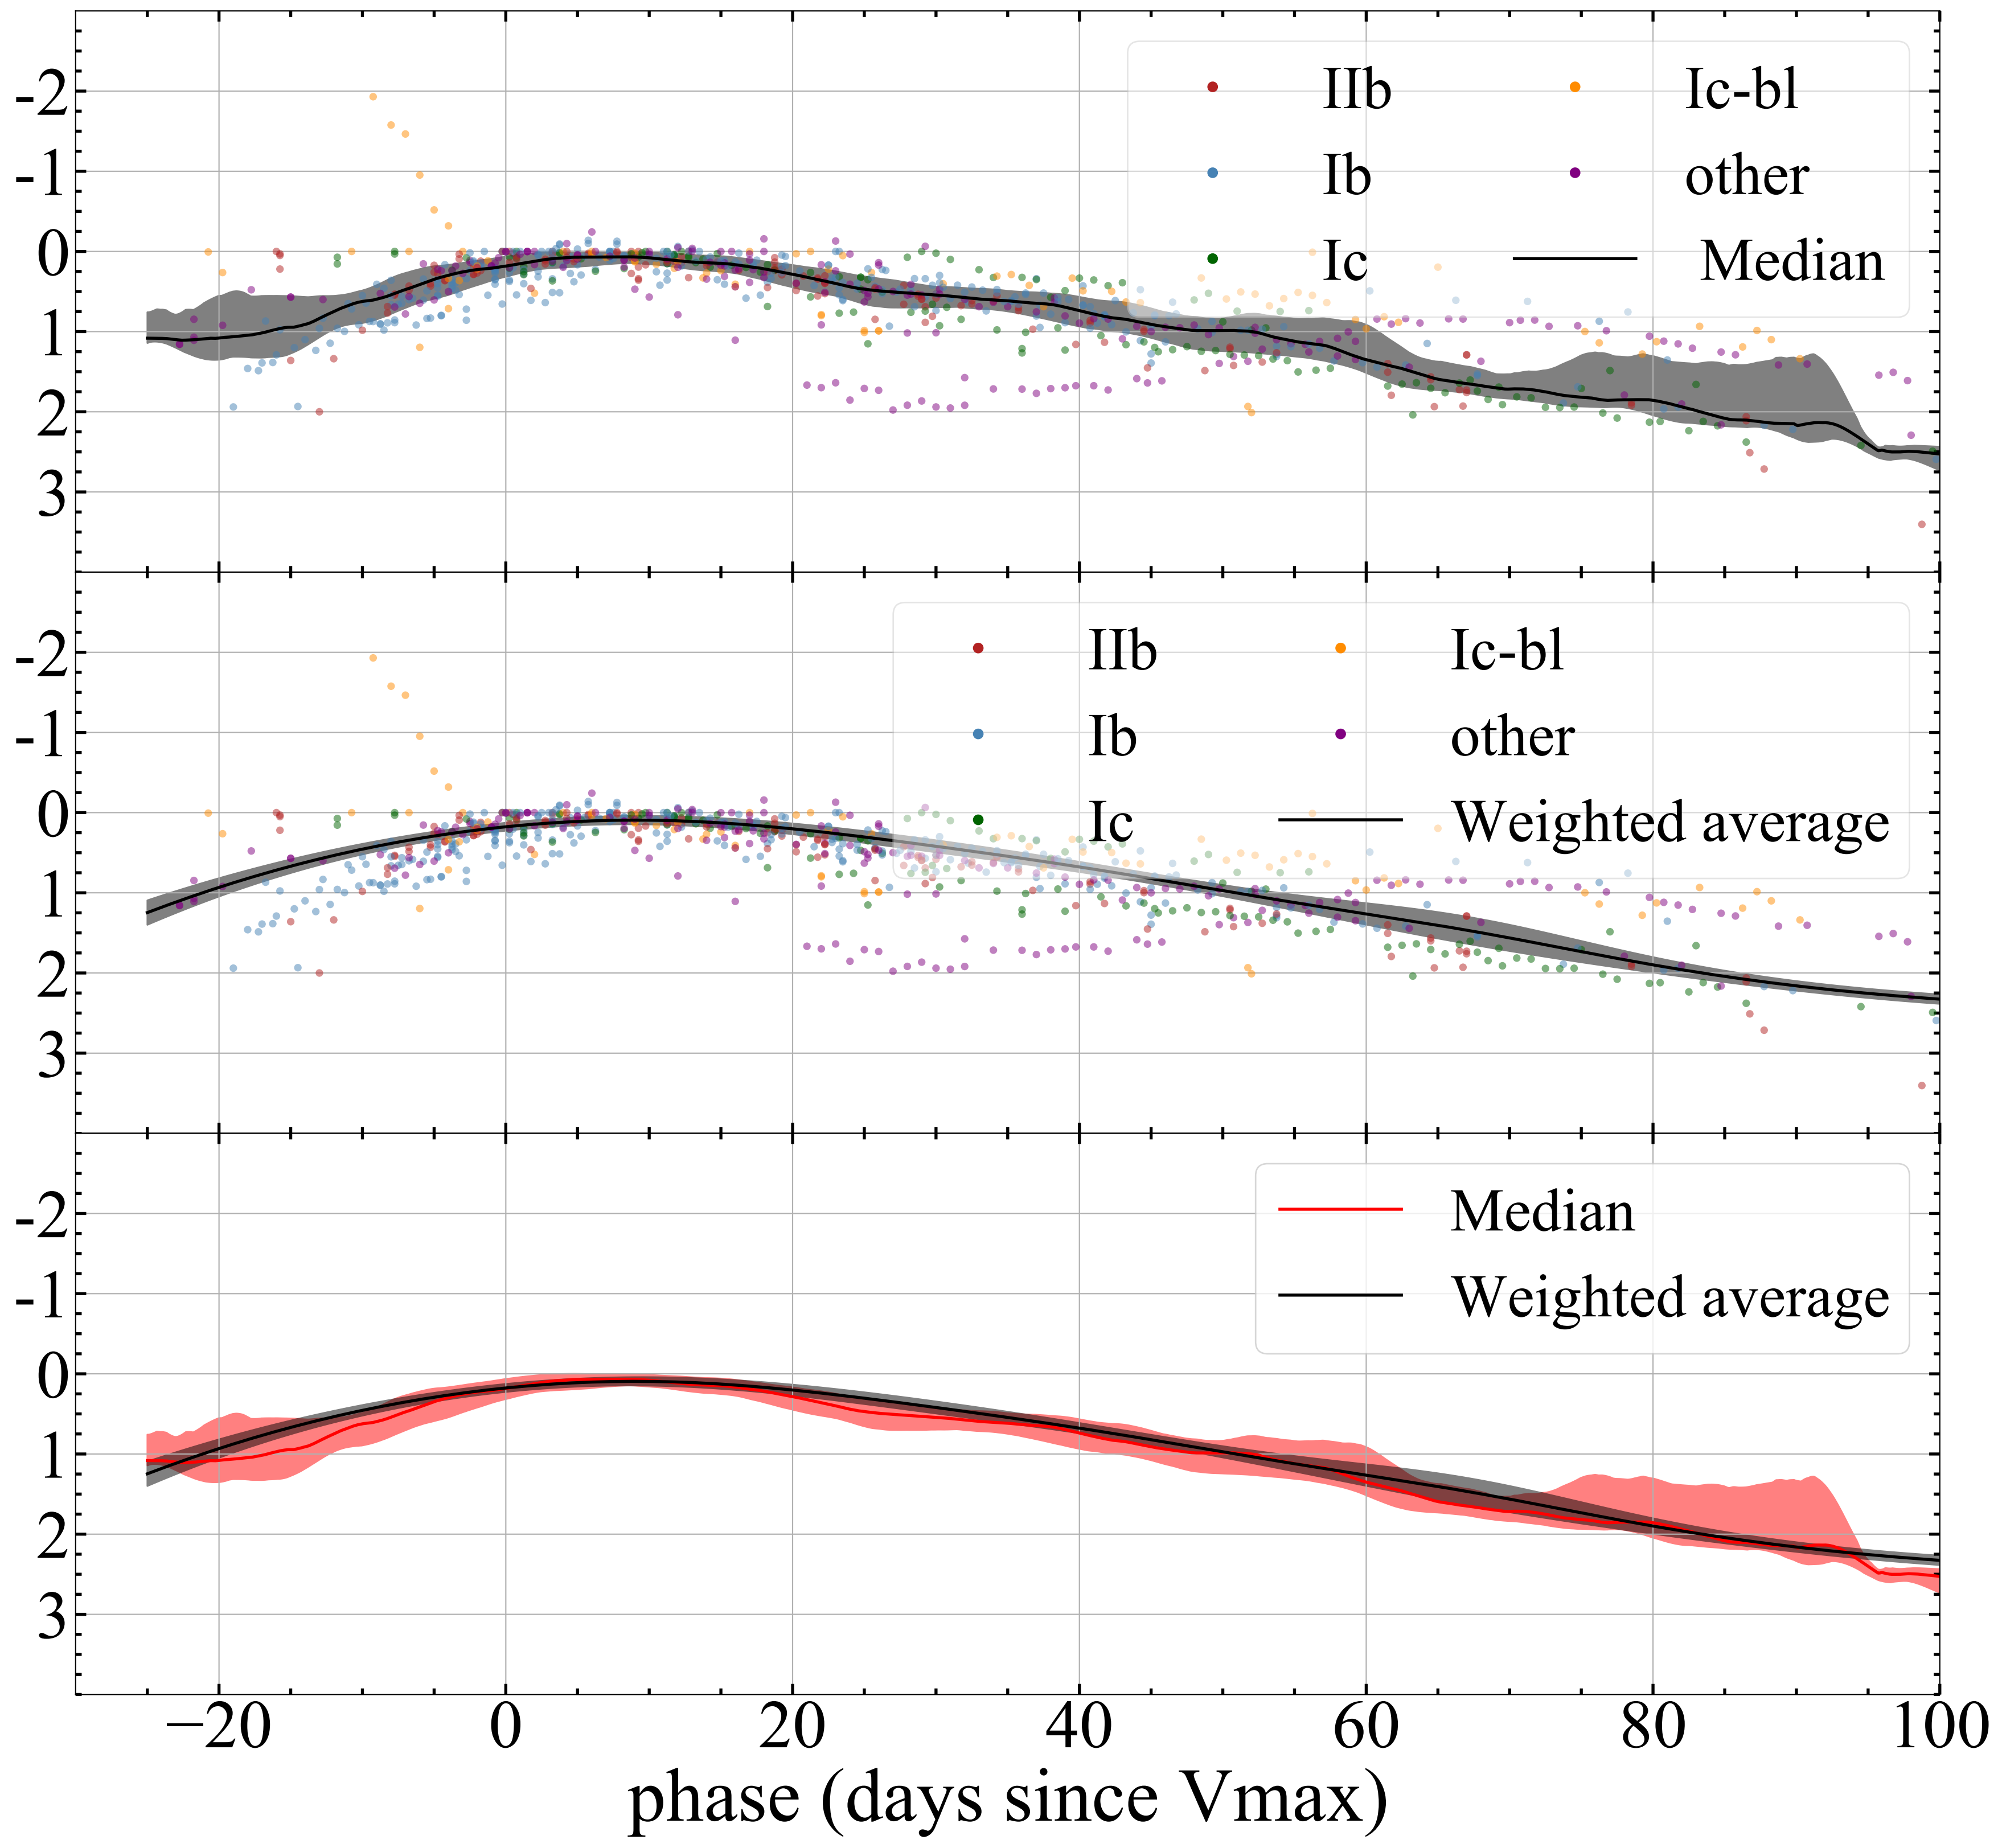 -2
-1
0
1
2
3
IIb Ic-bl
Ib other
Ic Median
-2
-1
0
1
2
3
IIb Ic-bl
Ib other
Ic Weighted average
-2
-1
0
1
2
3
Median
Weighted average
−20 0 20 40 60 80 100
phase (days since Vmax)